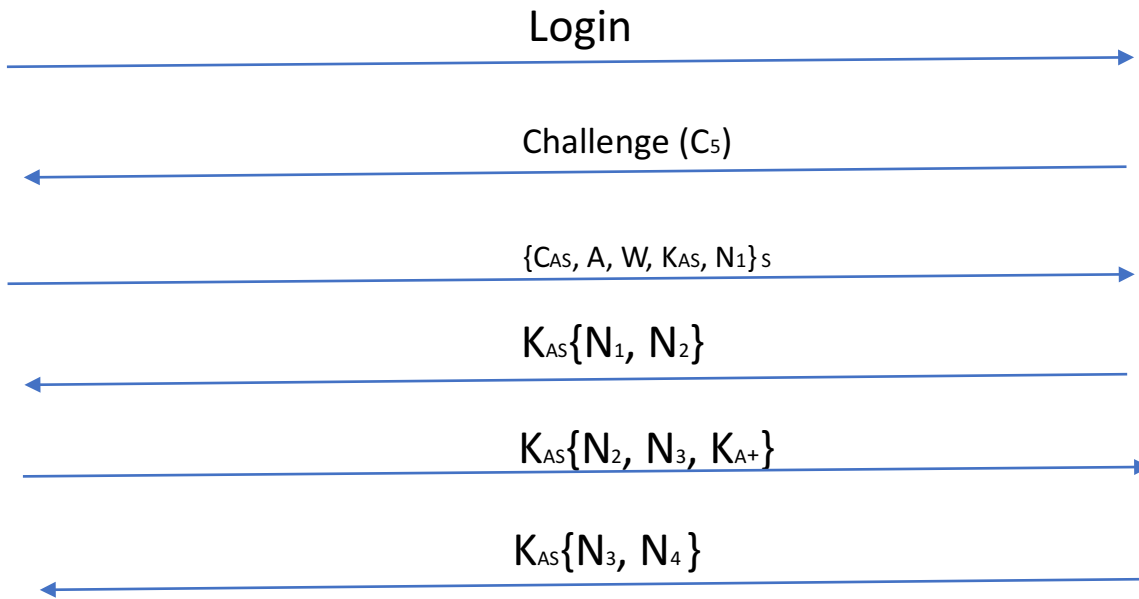 Login
Challenge (C5)
{CAS, A, W, KAS, N1} S
KAS{N1, N2}
KAS{N2, N3, KA+}
KAS{N3, N4}